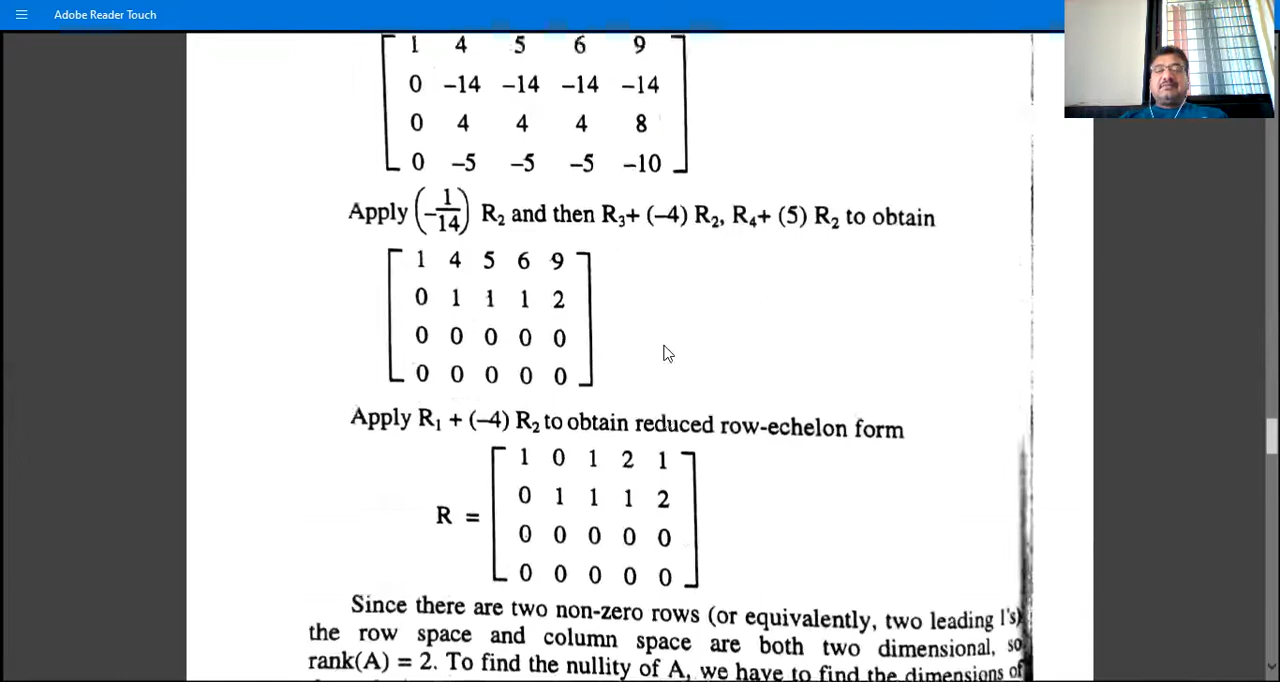 Adobe Reader Touch
1 4 5 6 9
0 −14 −14 −14 −14
0 4 4 4 8
0 −5 −5 −5 −10
Apply (−1/14) R₂ and then R₃+ (−4) R₂, R₄+ (5) R₂ to obtain
1 4 5 6 9
0 1 1 1 2
0 0 0 0 0
0 0 0 0 0
Apply R₁ + (−4) R₂ to obtain reduced row-echelon form
R =
1 0 1 2 1
0 1 1 1 2
0 0 0 0 0
0 0 0 0 0
Since there are two non-zero rows (or equivalently, two leading 1's)
the row space and column space are both two dimensional, so
rank(A) = 2. To find the nullity of A, we have to find the dimensions of